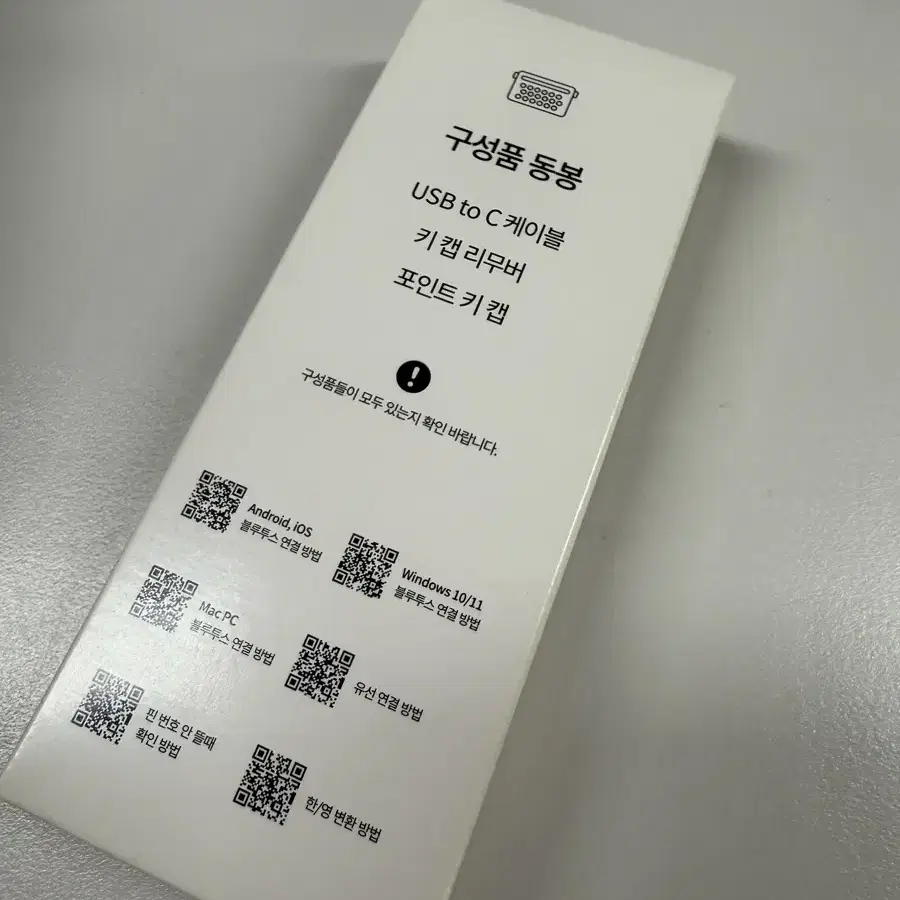 구성품 동봉
USB to C 케이블
키 캡 리무버
포인트 키 캡
!
구성품들이 모두 있는지 확인 바랍니다.
Android, iOS
블루투스 연결 방법
Windows 10/11
블루투스 연결 방법
Mac PC
블루투스 연결 방법
유선 연결 방법
핀 번호 안 뜰때
확인 방법
한/영 변환 방법